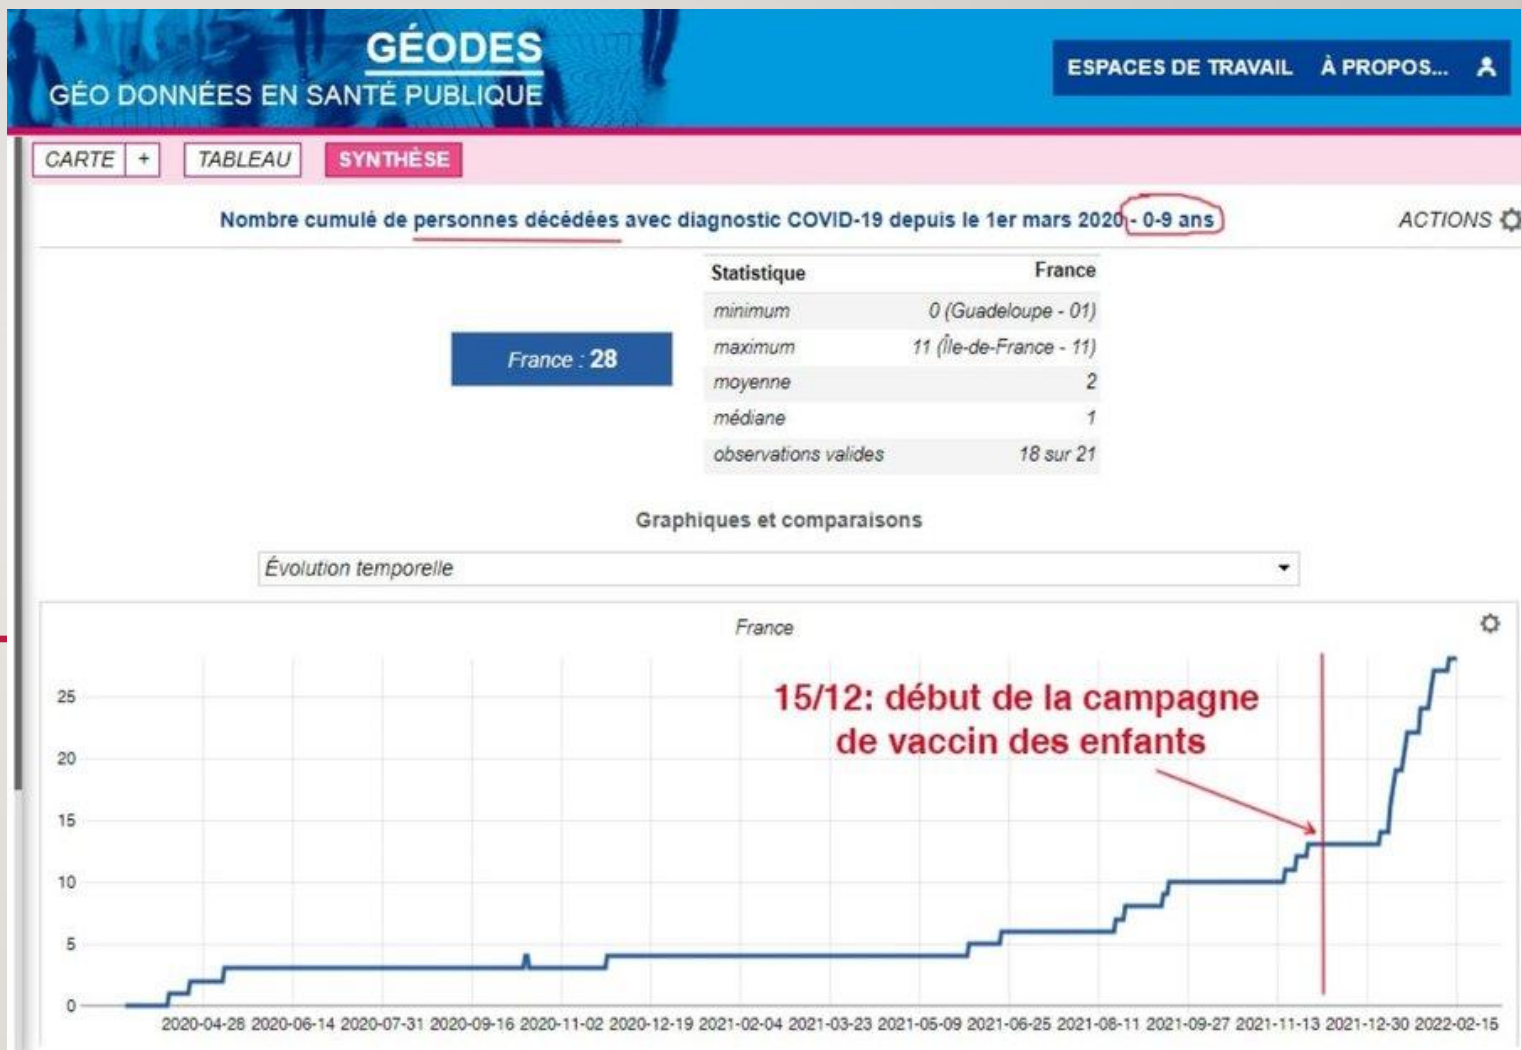 GÉODES
GÉO DONNÉES EN SANTÉ PUBLIQUE
ESPACES DE TRAVAIL À PROPOS...
CARTE + TABLEAU SYNTHÈSE
Nombre cumulé de personnes décédées avec diagnostic COVID-19 depuis le 1er mars 2020 - 0-9 ans
ACTIONS
Statistique France
minimum 0 (Guadeloupe - 01)
maximum 11 (Île-de-France - 11)
moyenne 2
médiane 1
observations valides 18 sur 21
France : 28
Graphiques et comparaisons
Évolution temporelle
France
15/12: début de la campagne
de vaccin des enfants
25
20
15
10
5
0
2020-04-28 2020-06-14 2020-07-31 2020-09-16 2020-11-02 2020-12-19 2021-02-04 2021-03-23 2021-05-09 2021-06-25 2021-08-11 2021-09-27 2021-11-13 2021-12-30 2022-02-15